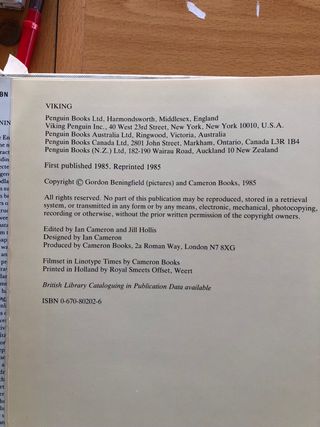 VIKING
Penguin Books Ltd, Harmondsworth, Middlesex, England
Viking Penguin Inc., 40 West 23rd Street, New York, New York 10010, U.S.A.
Penguin Books Australia Ltd, Ringwood, Victoria, Australia
Penguin Books Canada Ltd, 2801 John Street, Markham, Ontario, Canada L3R 1B4
Penguin Books (N.Z.) Ltd, 182-190 Wairau Road, Auckland 10 New Zealand
First published 1985. Reprinted 1985
Copyright © Gordon Beningfield (pictures) and Cameron Books, 1985
All rights reserved. No part of this publication may be reproduced, stored in a retrieval
system, or transmitted in any form or by any means, electronic, mechanical, photocopying,
recording or otherwise, without the prior written permission of the copyright owners.
Edited by Ian Cameron and Jill Hollis
Designed by Ian Cameron
Produced by Cameron Books, 2a Roman Way, London N7 8XG
Filmset in Linotype Times by Cameron Books
Printed in Holland by Royal Smeets Offset, Weert
British Library Cataloguing in Publication Data available
ISBN 0-670-80202-6